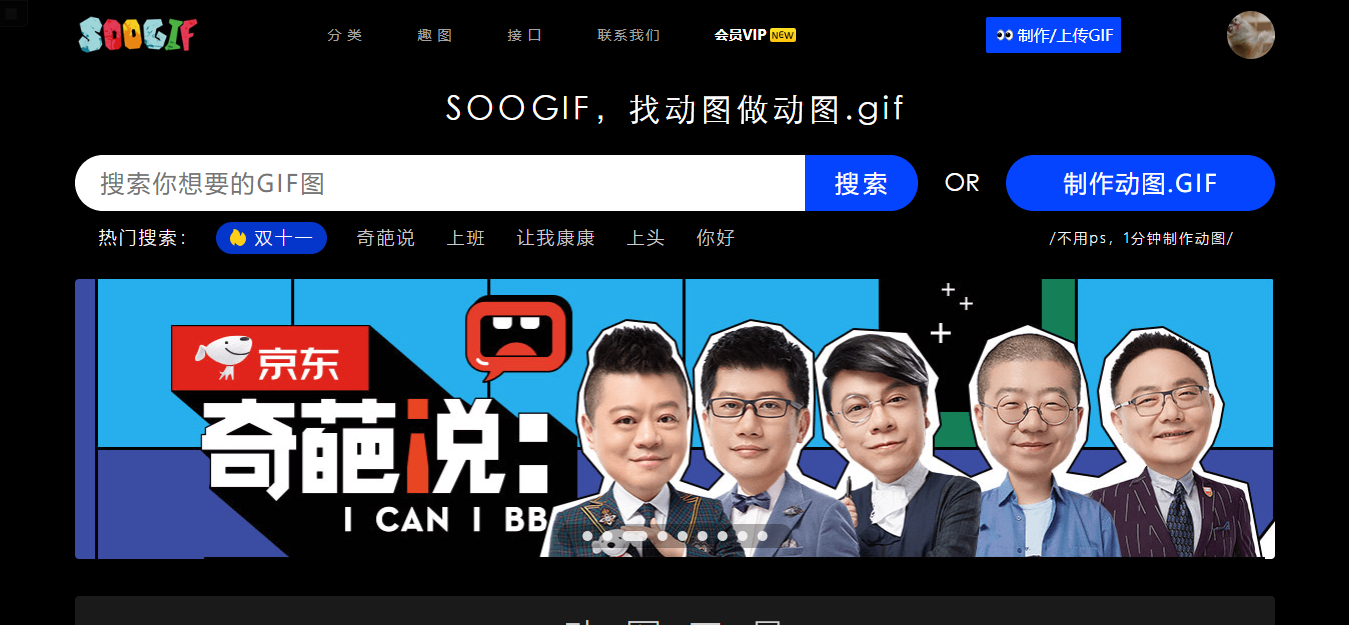 SOOGIF
分类 趣图 接口 联系我们 会员VIP NEW
制作/上传GIF
SOOGIF，找动图做动图.gif
搜索你想要的GIF图 搜索 OR 制作动图.GIF
热门搜索： 双十一 奇葩说 上班 让我康康 上头 你好 /不用ps，1分钟制作动图/
京东
奇葩说：
I CAN I BB